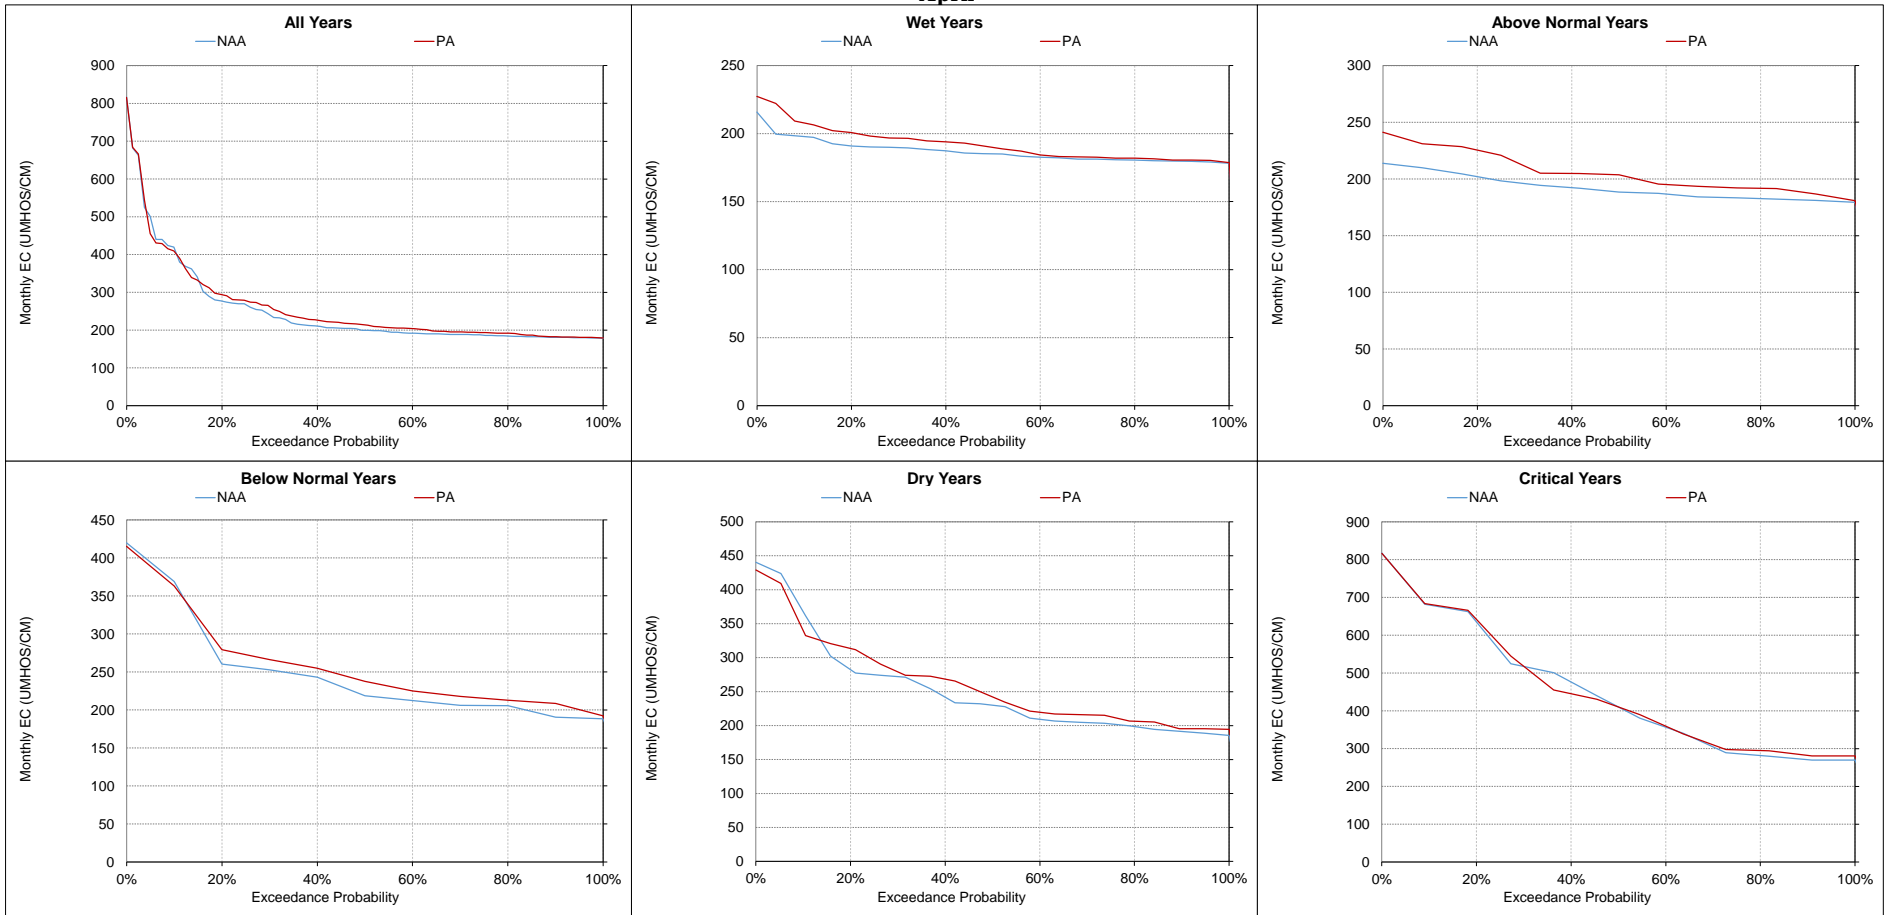 All Years
NAA PA
900
800
700
600
500
400
300
200
100
0
Monthly EC (UMHOS/CM)
0% 20% 40% 60% 80% 100%
Exceedance Probability
Wet Years
NAA PA
250
200
150
100
50
0
Monthly EC (UMHOS/CM)
0% 20% 40% 60% 80% 100%
Exceedance Probability
Above Normal Years
NAA PA
300
250
200
150
100
50
0
Monthly EC (UMHOS/CM)
0% 20% 40% 60% 80% 100%
Exceedance Probability
Below Normal Years
NAA PA
450
400
350
300
250
200
150
100
50
0
Monthly EC (UMHOS/CM)
0% 20% 40% 60% 80% 100%
Exceedance Probability
Dry Years
NAA PA
500
450
400
350
300
250
200
150
100
50
0
Monthly EC (UMHOS/CM)
0% 20% 40% 60% 80% 100%
Exceedance Probability
Critical Years
NAA PA
900
800
700
600
500
400
300
200
100
0
Monthly EC (UMHOS/CM)
0% 20% 40% 60% 80% 100%
Exceedance Probability